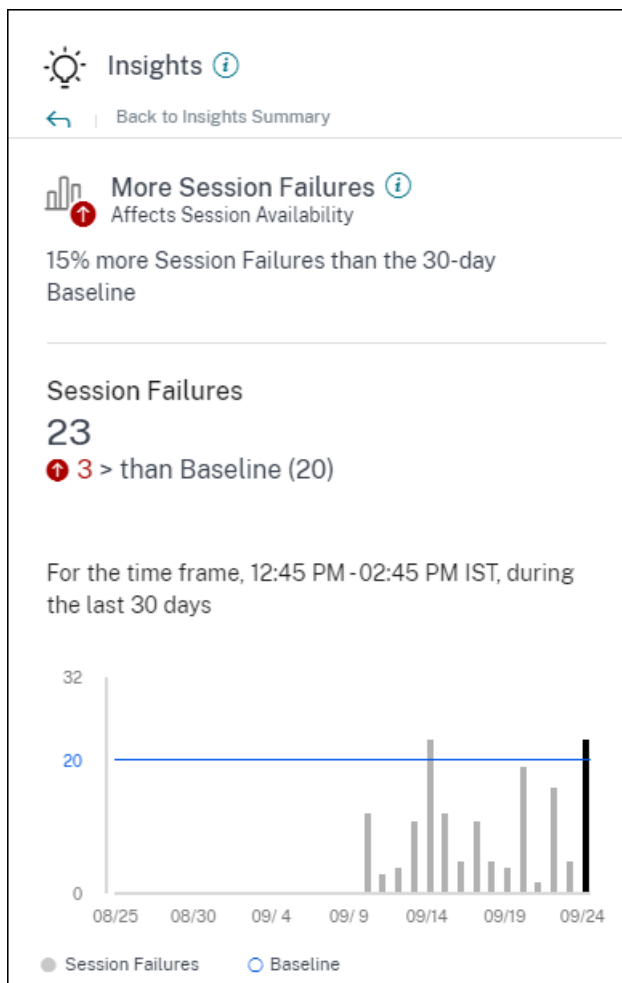 Insights i
Back to Insights Summary
More Session Failures i
Affects Session Availability
15% more Session Failures than the 30-day
Baseline
Session Failures
23
3 > than Baseline (20)
For the time frame, 12:45 PM - 02:45 PM IST, during
the last 30 days
32
20
0
08/25 08/30 09/ 4 09/ 9 09/14 09/19 09/24
Session Failures Baseline